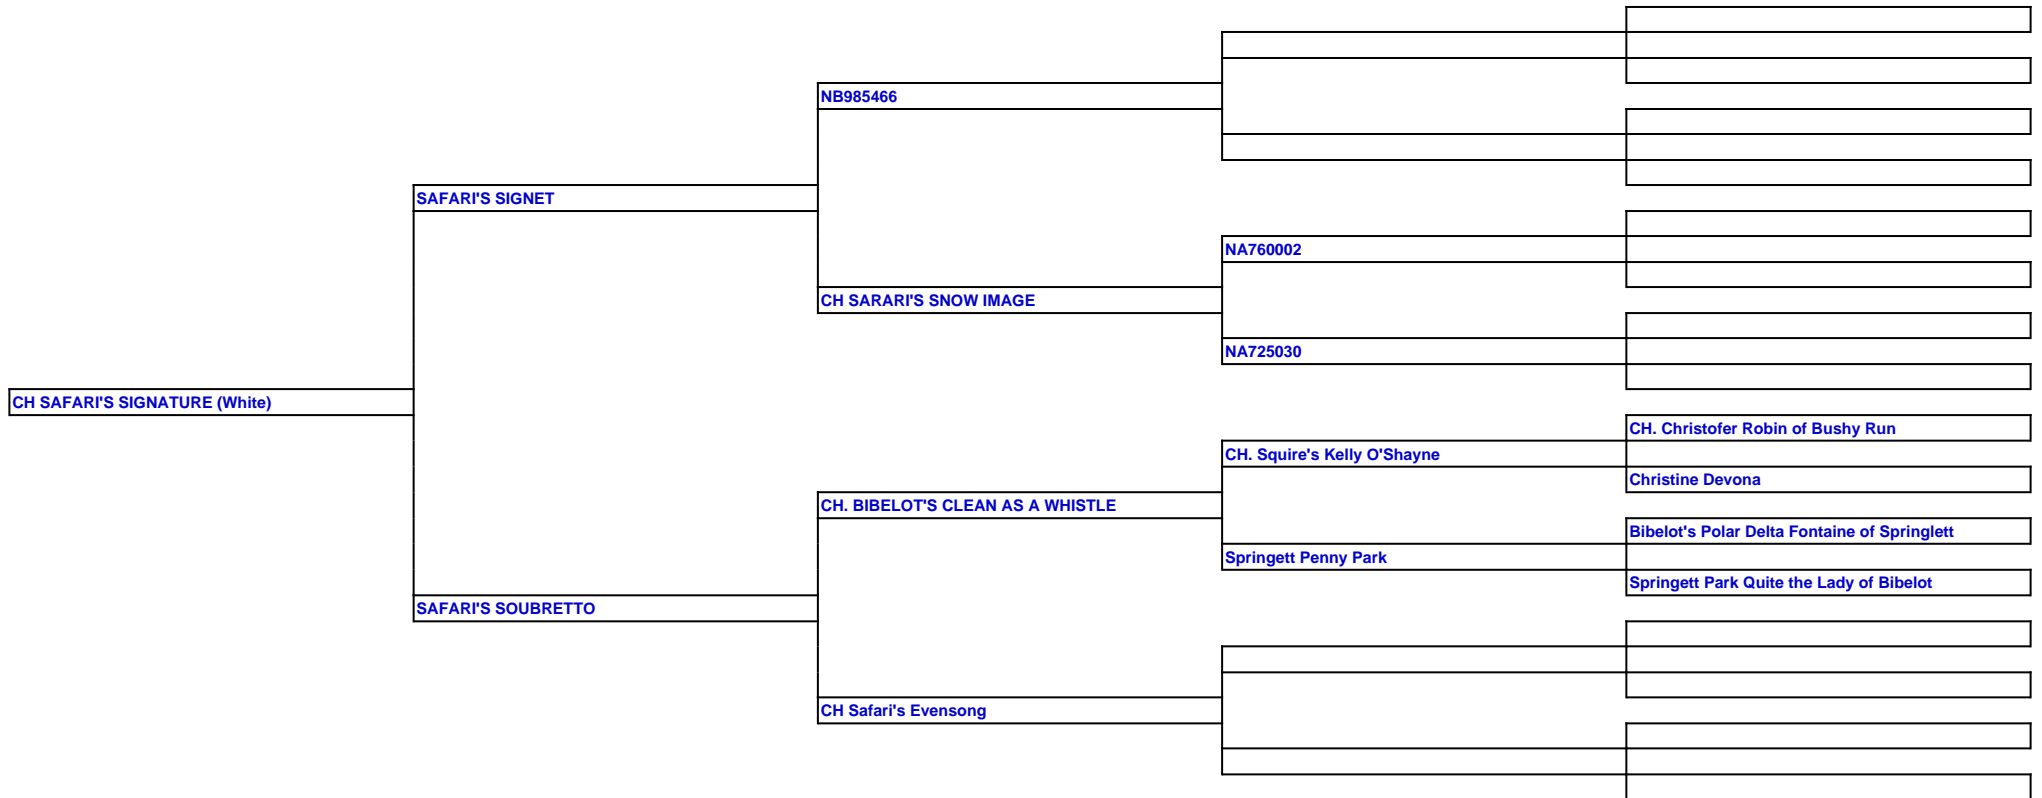 NB985466
SAFARI'S SIGNET
NA760002
CH SARARI'S SNOW IMAGE
NA725030
CH SAFARI'S SIGNATURE (White)
CH. Christofer Robin of Bushy Run
CH. Squire's Kelly O'Shayne
Christine Devona
CH. BIBELOT'S CLEAN AS A WHISTLE
Bibelot's Polar Delta Fontaine of Springlett
Springett Penny Park
Springett Park Quite the Lady of Bibelot
SAFARI'S SOUBRETTO
CH Safari's Evensong